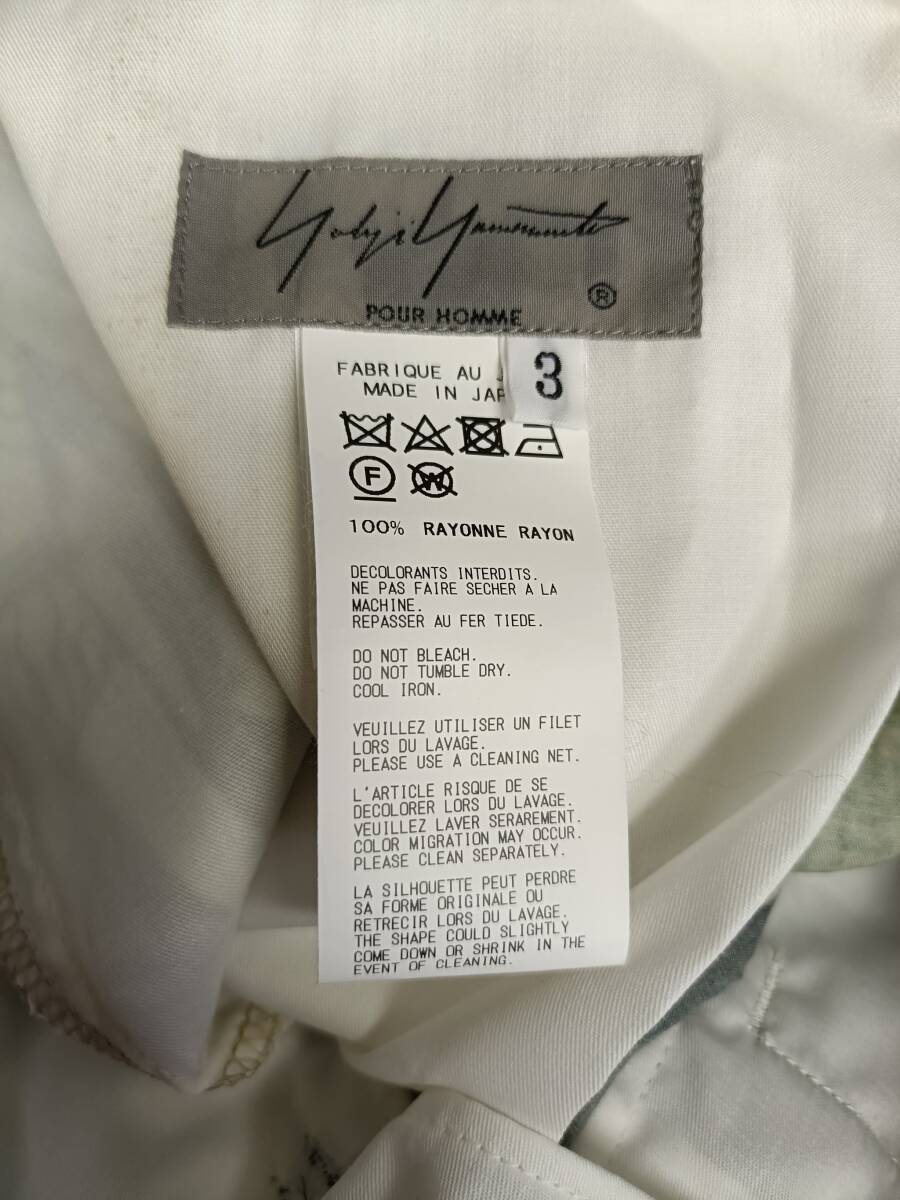 Yohji Yamamoto
®
POUR HOMME
3
FABRIQUE AU J
MADE IN JAP
F
W
100% RAYONNE RAYON
DECOLORANTS INTERDITS.
NE PAS FAIRE SECHER A LA
MACHINE.
REPASSER AU FER TIEDE.
DO NOT BLEACH.
DO NOT TUMBLE DRY.
COOL IRON.
VEUILLEZ UTILISER UN FILET
LORS DU LAVAGE.
PLEASE USE A CLEANING NET.
L'ARTICLE RISQUE DE SE
DECOLORER LORS DU LAVAGE.
VEUILLEZ LAVER SERAREMENT.
COLOR MIGRATION MAY OCCUR.
PLEASE CLEAN SEPARATELY.
LA SILHOUETTE PEUT PERDRE
SA FORME ORIGINALE OU
RETRECIR LORS DU LAVAGE.
THE SHAPE COULD SLIGHTLY
COME DOWN OR SHRINK IN THE
EVENT OF CLEANING.